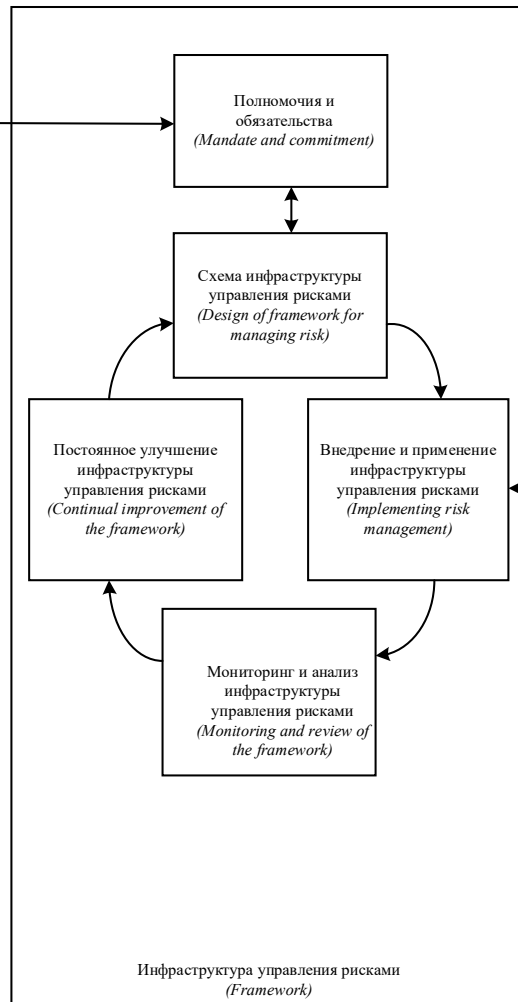 Полномочия и
обязательства
(Mandate and commitment)
Схема инфраструктуры
управления рисками
(Design of framework for
managing risk)
Постоянное улучшение
инфраструктуры
управления рисками
(Continual improvement of
the framework)
Внедрение и применение
инфраструктуры
управления рисками
(Implementing risk
management)
Мониторинг и анализ
инфраструктуры
управления рисками
(Monitoring and review of
the framework)
Инфраструктура управления рисками
(Framework)